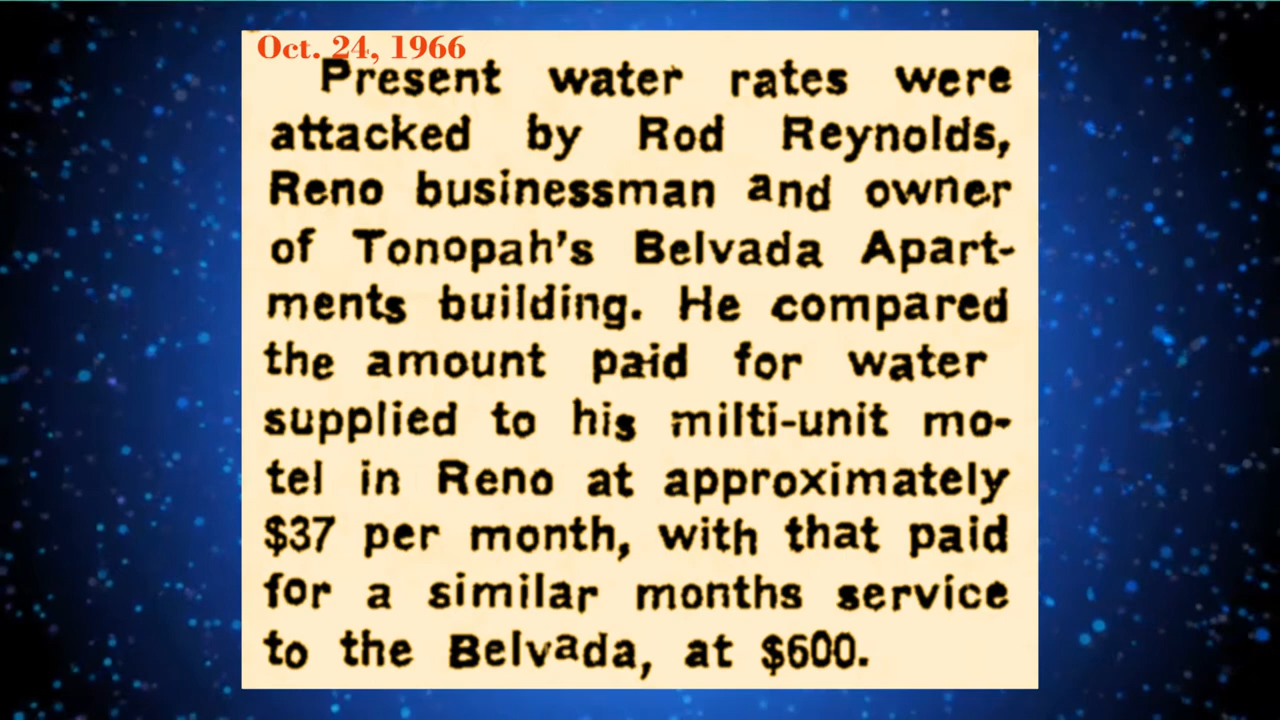 Oct. 24, 1966
Present water rates were
attacked by Rod Reynolds,
Reno businessman and owner
of Tonopah's Belvada Apart-
ments building. He compared
the amount paid for water
supplied to his milti-unit mo-
tel in Reno at approximately
$37 per month, with that paid
for a similar months service
to the Belvada, at $600.